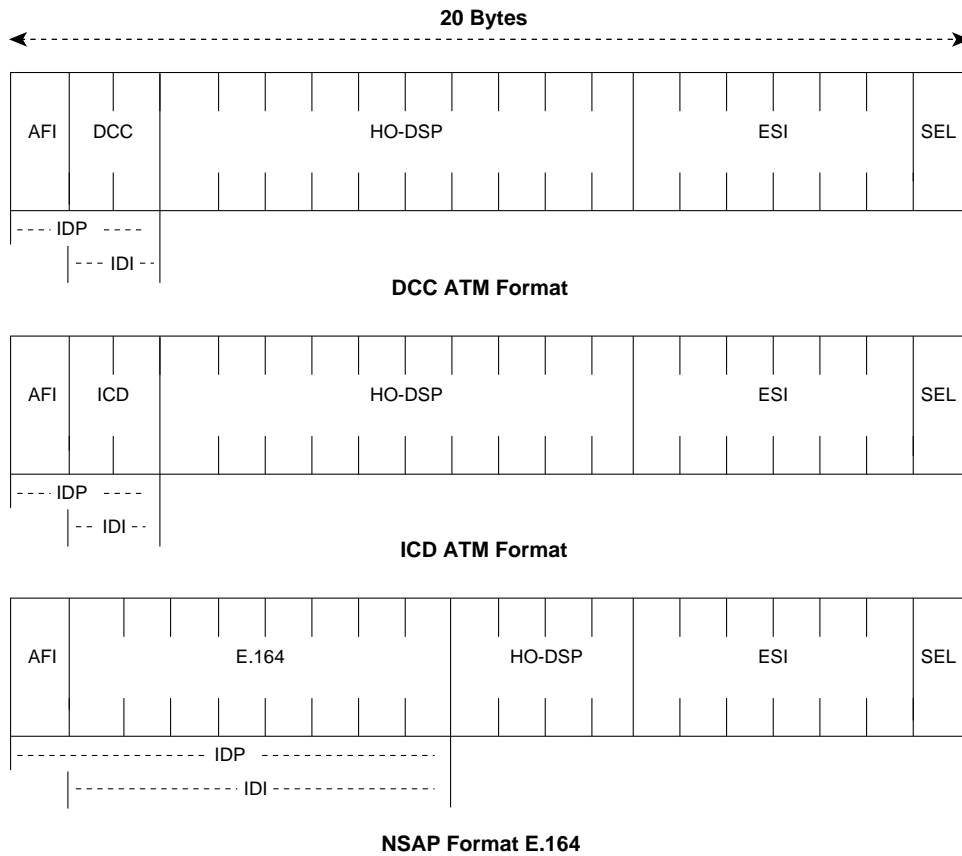 20 Bytes
AFI DCC HO-DSP ESI SEL
IDP
IDI
DCC ATM Format
AFI ICD HO-DSP ESI SEL
IDP
IDI
ICD ATM Format
AFI E.164 HO-DSP ESI SEL
IDP
IDI
NSAP Format E.164